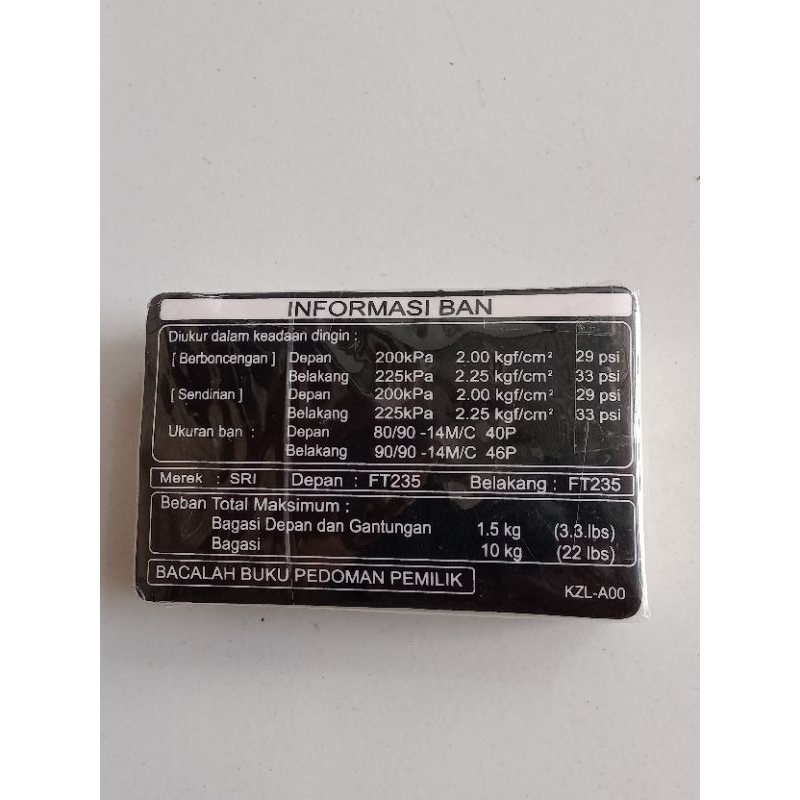 INFORMASI BAN
Diukur dalam keadaan dingin :
[ Berboncengan ] Depan 200kPa 2.00 kgf/cm² 29 psi
Belakang 225kPa 2.25 kgf/cm² 33 psi
[ Sendirian ] Depan 200kPa 2.00 kgf/cm² 29 psi
Belakang 225kPa 2.25 kgf/cm² 33 psi
Ukuran ban : Depan 80/90 -14M/C 40P
Belakang 90/90 -14M/C 46P
Merek : SRI Depan : FT235 Belakang : FT235
Beban Total Maksimum :
Bagasi Depan dan Gantungan 1.5 kg (3.3.lbs)
Bagasi 10 kg (22 lbs)
BACALAH BUKU PEDOMAN PEMILIK
KZL-A00